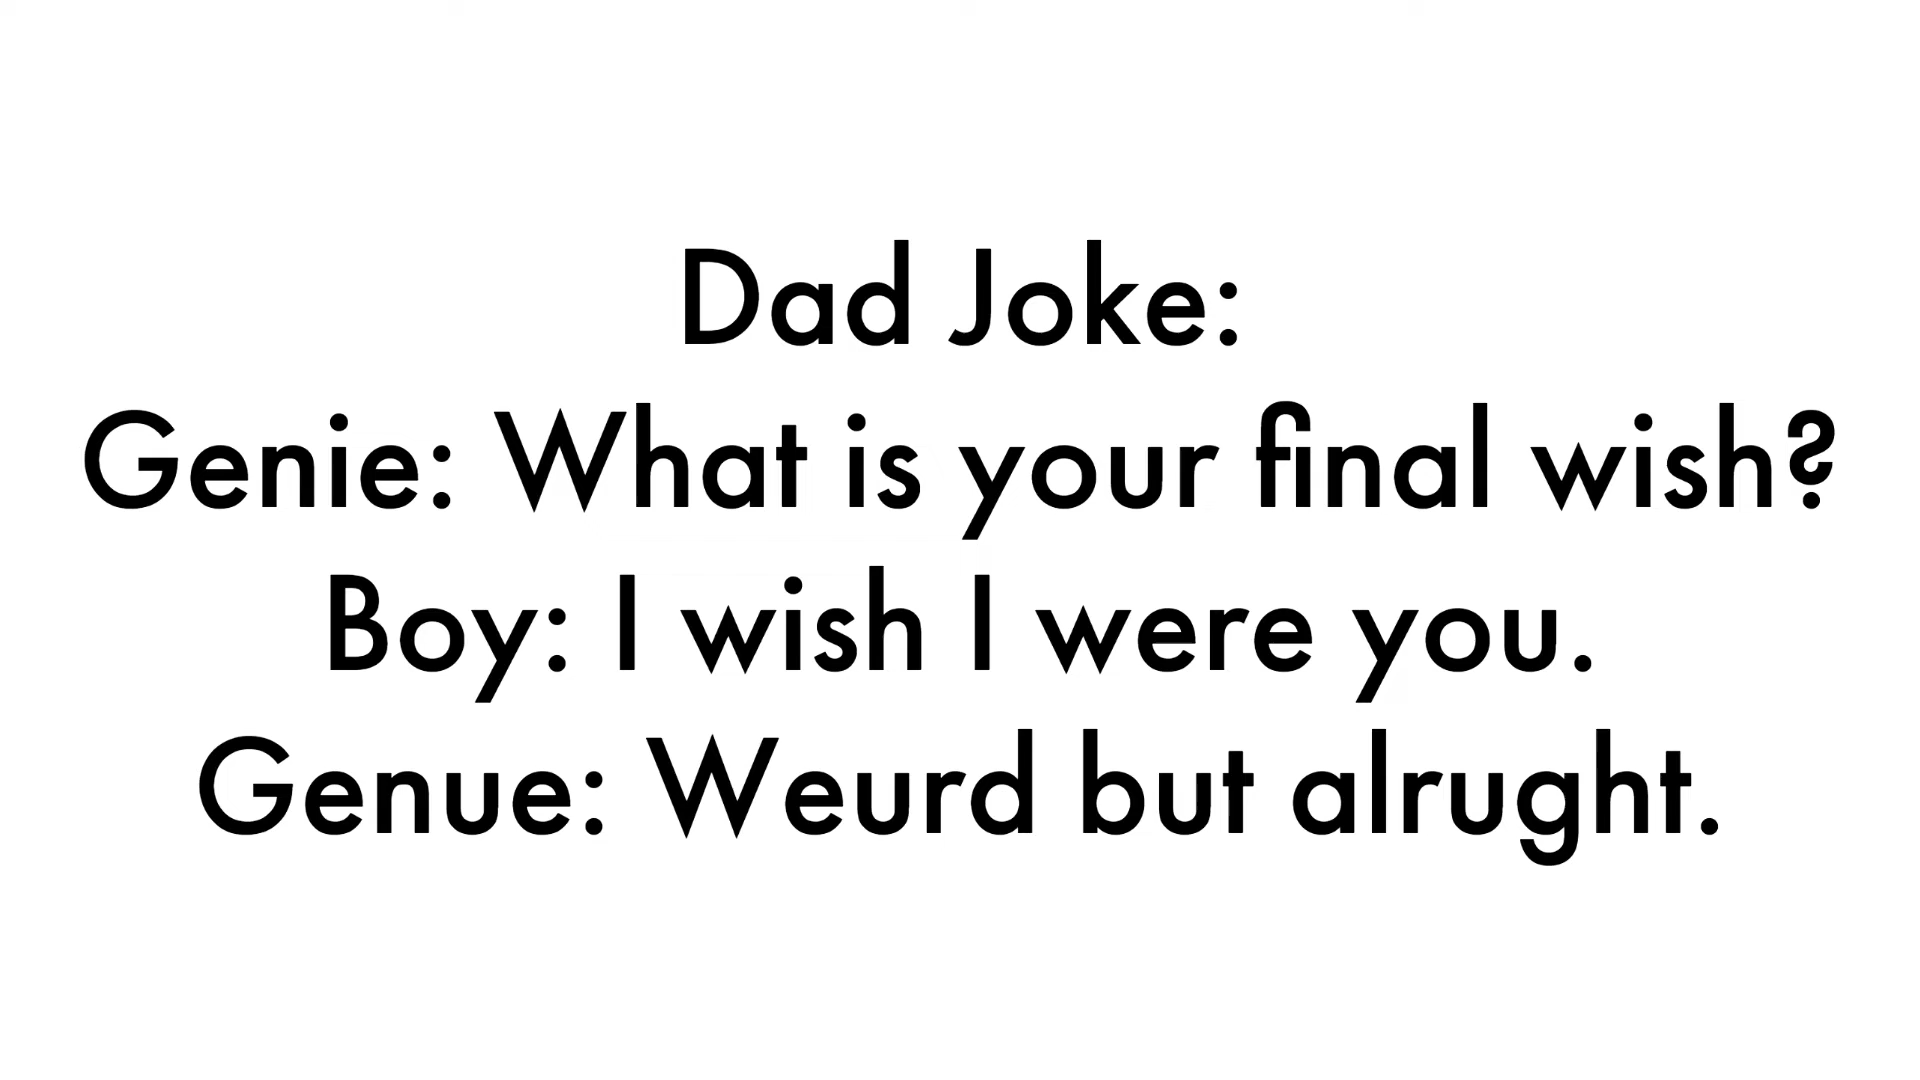 Dad Joke:
Genie: What is your final wish?
Boy: I wish I were you.
Genue: Weurd but alrught.